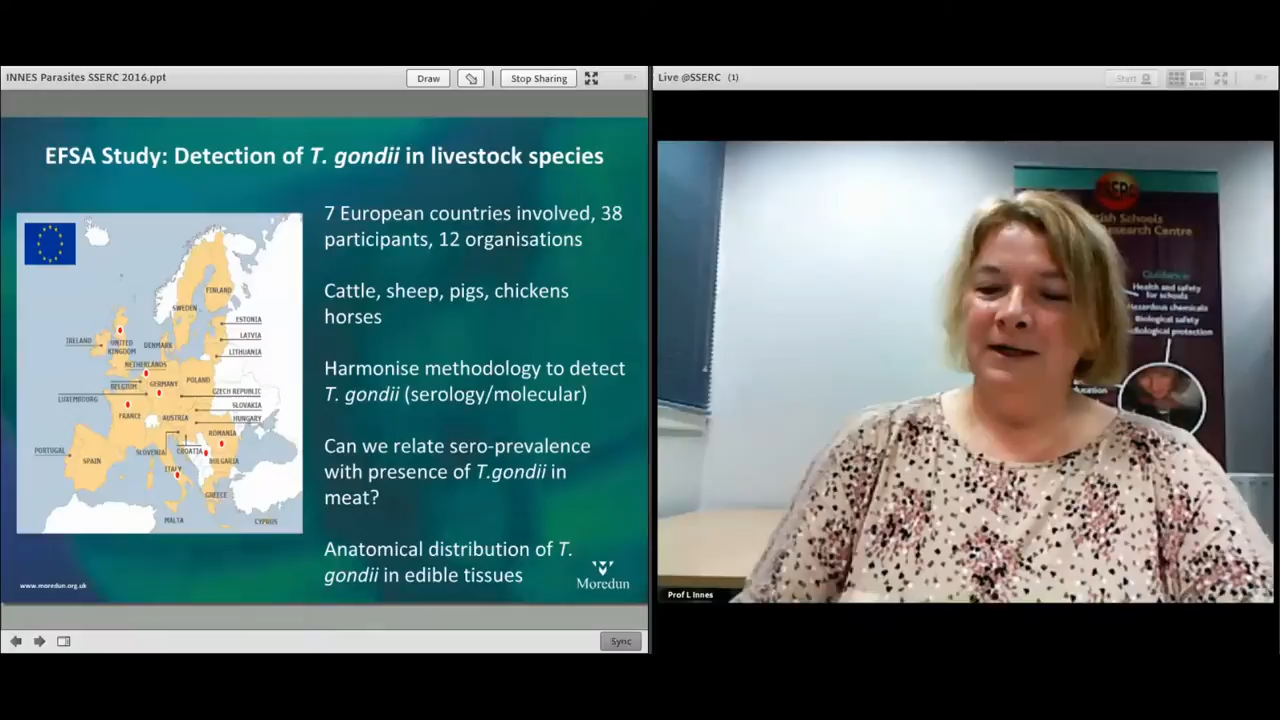 INNES Parasites SSERC 2016.ppt
Draw
Stop Sharing
EFSA Study: Detection of T. gondii in livestock species
7 European countries involved, 38
participants, 12 organisations
Cattle, sheep, pigs, chickens
horses
Harmonise methodology to detect
T. gondii (serology/molecular)
Can we relate sero-prevalence
with presence of T.gondii in
meat?
Anatomical distribution of T.
gondii in edible tissues
FINLAND
SWEDEN
ESTONIA
LATVIA
LITHUANIA
IRELAND
UNITED
KINGDOM
DENMARK
NETHERLANDS
BELGIUM
GERMANY
POLAND
LUXEMBOURG
CZECH REPUBLIC
SLOVAKIA
HUNGARY
FRANCE
AUSTRIA
ROMANIA
PORTUGAL
SPAIN
SLOVENIA
CROATIA
BULGARIA
ITALY
GREECE
MALTA
CYPRUS
www.moredun.org.uk
Moredun
Sync
Live @SSERC (1)
Start
Schools
Research Centre
Guidance
Health and safety
for schools
Hazardous chemicals
Biological safety
protection
Prof L Innes